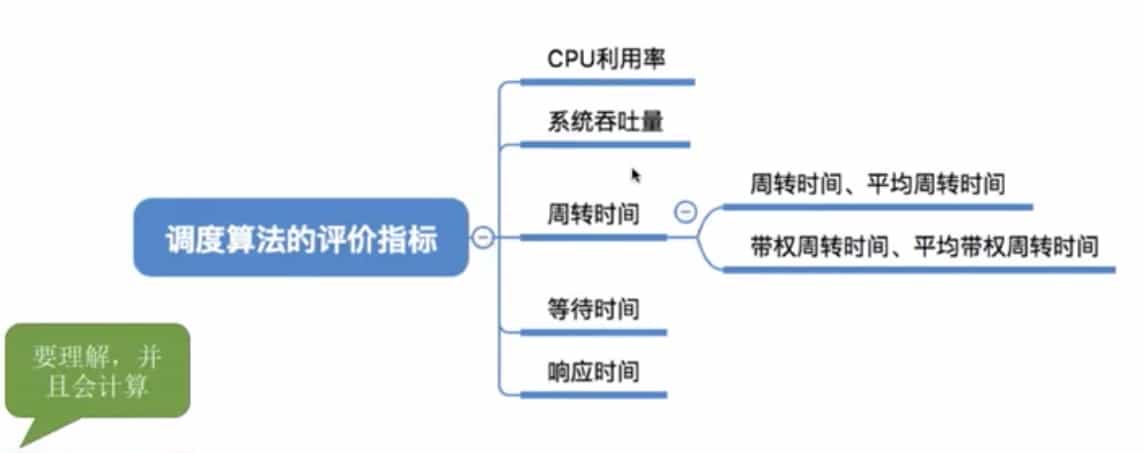 CPU利用率
系统吞吐量
周转时间
周转时间、平均周转时间
带权周转时间、平均带权周转时间
调度算法的评价指标
等待时间
响应时间
要理解，并
且会计算